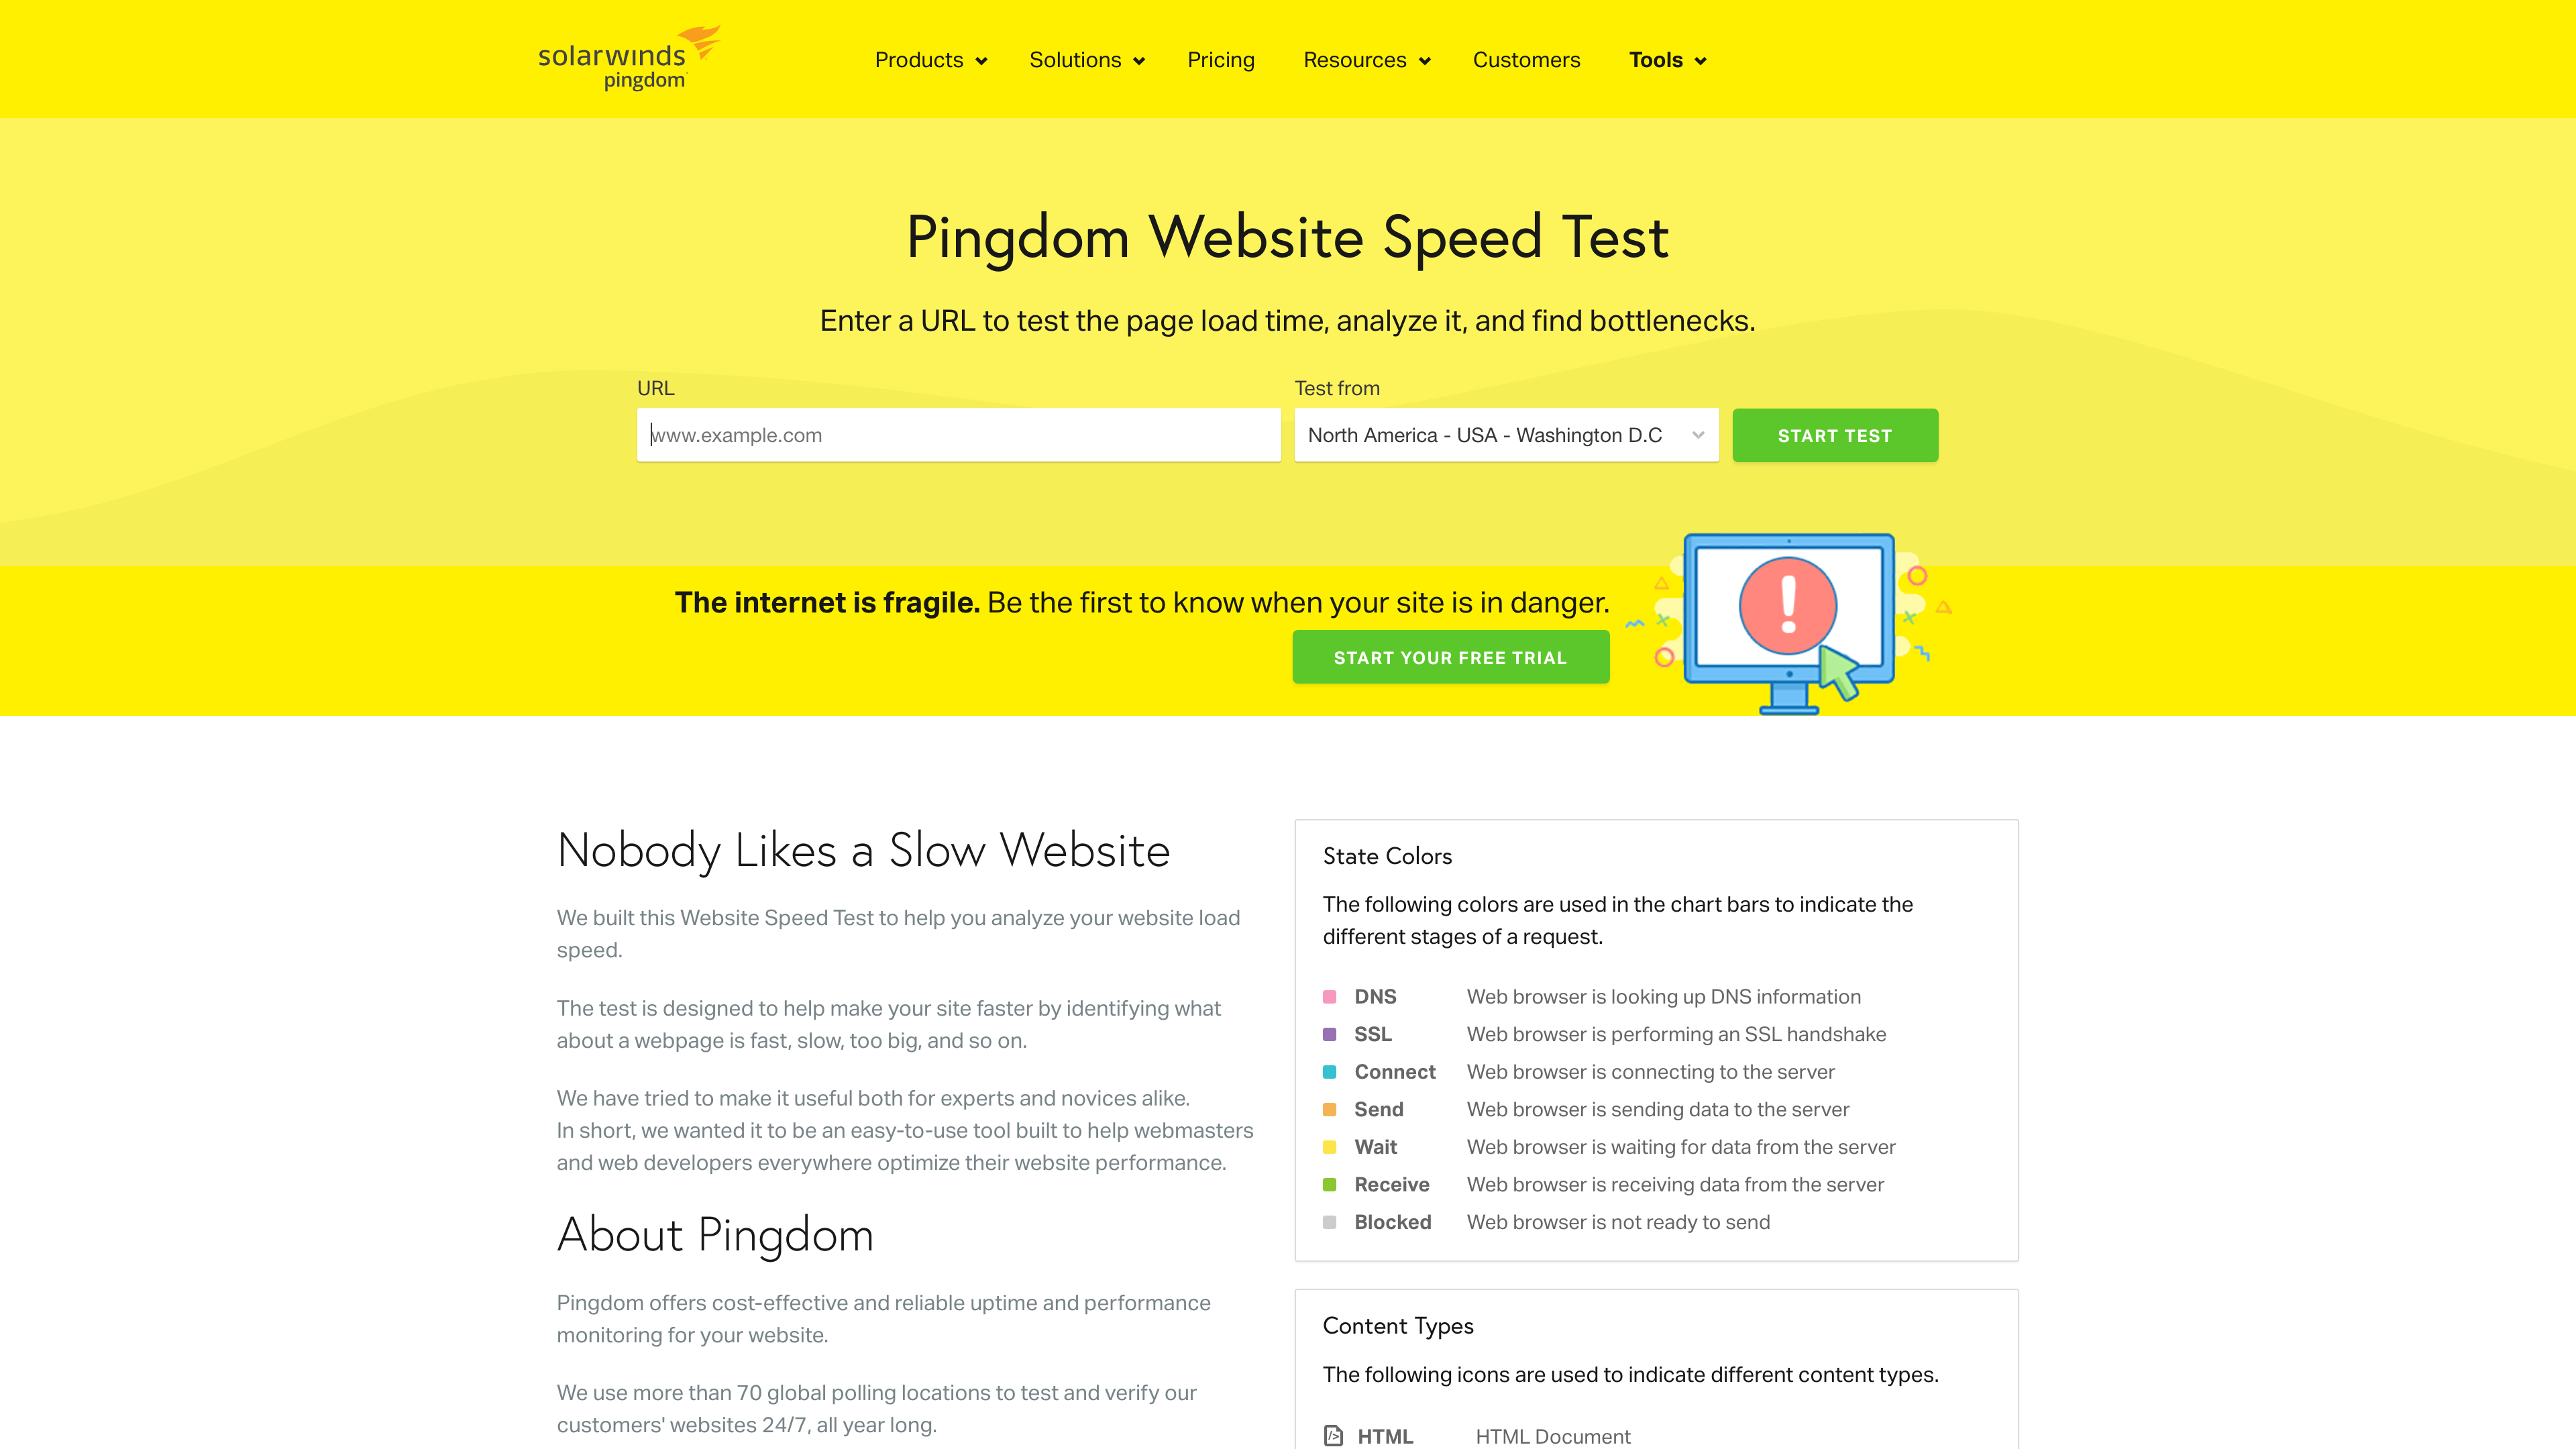 solarwinds
pingdom
Products
Solutions
Pricing
Resources
Customers
Tools
Pingdom Website Speed Test
Enter a URL to test the page load time, analyze it, and find bottlenecks.
URL
Test from
www.example.com
North America - USA - Washington D.C
START TEST
The internet is fragile. Be the first to know when your site is in danger.
START YOUR FREE TRIAL
Nobody Likes a Slow Website
We built this Website Speed Test to help you analyze your website load
speed.
The test is designed to help make your site faster by identifying what
about a webpage is fast, slow, too big, and so on.
We have tried to make it useful both for experts and novices alike.
In short, we wanted it to be an easy-to-use tool built to help webmasters
and web developers everywhere optimize their website performance.
About Pingdom
Pingdom offers cost-effective and reliable uptime and performance
monitoring for your website.
We use more than 70 global polling locations to test and verify our
customers' websites 24/7, all year long.
State Colors
The following colors are used in the chart bars to indicate the
different stages of a request.
DNS Web browser is looking up DNS information
SSL Web browser is performing an SSL handshake
Connect Web browser is connecting to the server
Send Web browser is sending data to the server
Wait Web browser is waiting for data from the server
Receive Web browser is receiving data from the server
Blocked Web browser is not ready to send
Content Types
The following icons are used to indicate different content types.
HTML HTML Document